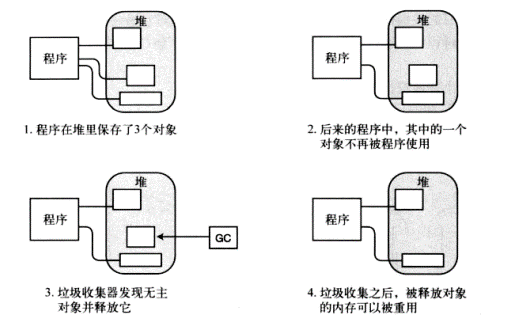 堆
程序
1. 程序在堆里保存了3个对象
堆
程序
2. 后来的程序中，其中的一个
对象不再被程序使用
堆
程序
GC
3. 垃圾收集器发现无主
对象并释放它
堆
程序
4. 垃圾收集之后，被释放对象
的内存可以被重用